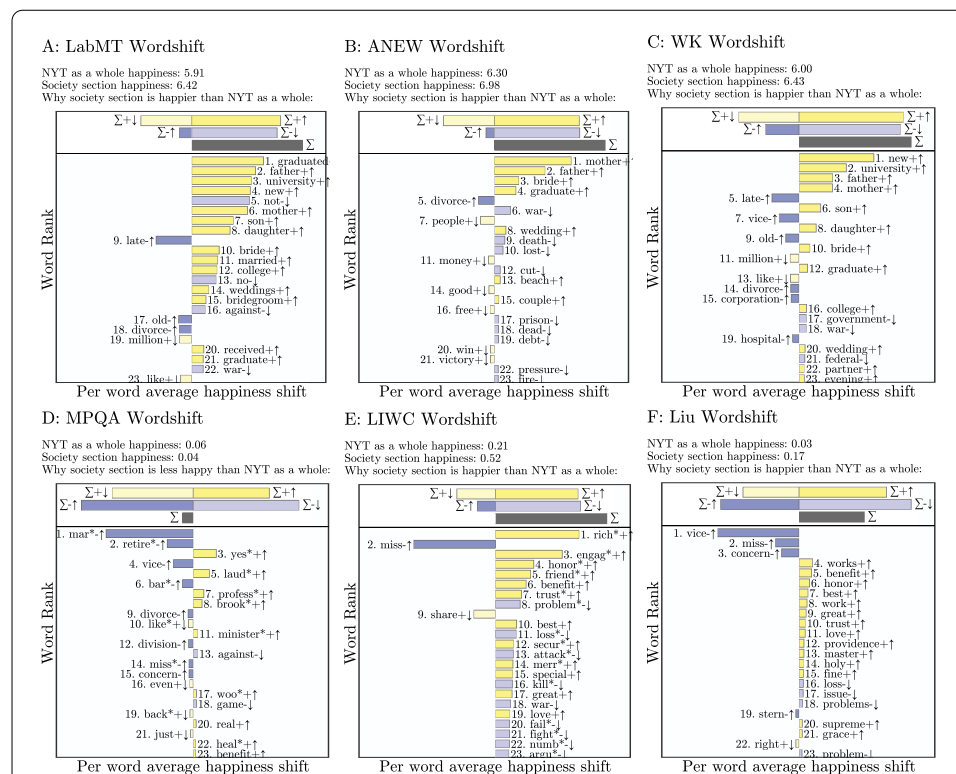 A: LabMT Wordshift
NYT as a whole happiness: 5.91
Society section happiness: 6.42
Why society section is happier than NYT as a whole:
Σ+↓
Σ+↑
Σ-↑
Σ-↓
Σ
1. graduated
2. father+↑
3. university+↑
4. new+↑
5. not-↓
6. mother+↑
7. son+↑
8. daughter+↑
9. late-↑
10. bride+↑
11. married+↑
12. college+↑
13. no-↓
14. weddings+↑
15. bridegroom+↑
16. against-↓
17. old-↑
18. divorce-↑
19. million+↓
20. received+↑
21. graduate+↑
22. war-↓
23. like+↓
Word Rank
Per word average happiness shift
B: ANEW Wordshift
NYT as a whole happiness: 6.30
Society section happiness: 6.98
Why society section is happier than NYT as a whole:
Σ+↓
Σ+↑
Σ-↑
Σ-↓
Σ
1. mother+↑
2. father+↑
3. bride+↑
4. graduate+↑
5. divorce-↑
6. war-↓
7. people+↓
8. wedding+↑
9. death-↓
10. lost-↓
11. money+↓
12. cut-↓
13. beach+↑
14. good+↓
15. couple+↑
16. free+↓
17. prison-↓
18. dead-↓
19. debt-↓
20. win+↓
21. victory+↓
22. pressure-↓
23. fire-↓
Word Rank
Per word average happiness shift
C: WK Wordshift
NYT as a whole happiness: 6.00
Society section happiness: 6.43
Why society section is happier than NYT as a whole:
Σ+↓
Σ+↑
Σ-↑
Σ-↓
Σ
1. new+↑
2. university+↑
3. father+↑
4. mother+↑
5. late-↑
6. son+↑
7. vice-↑
8. daughter+↑
9. old-↑
10. bride+↑
11. million+↓
12. graduate+↑
13. like+↓
14. divorce-↑
15. corporation-↑
16. college+↑
17. government-↓
18. war-↓
19. hospital-↑
20. wedding+↑
21. federal-↓
22. partner+↑
23. evening+↑
Word Rank
Per word average happiness shift
D: MPQA Wordshift
NYT as a whole happiness: 0.06
Society section happiness: 0.04
Why society section is less happy than NYT as a whole:
Σ+↓
Σ+↑
Σ-↑
Σ-↓
Σ
1. mar*-↑
2. retire*-↑
3. yes*+↑
4. vice-↑
5. laud*+↑
6. bar*-↑
7. profess*+↑
8. brook*+↑
9. divorce-↑
10. like*+↓
11. minister*+↑
12. division-↑
13. against-↓
14. miss*-↑
15. concern-↑
16. even+↓
17. woo*+↑
18. game-↓
19. back*+↓
20. real+↑
21. just+↓
22. heal*+↑
23. benefit+↑
Word Rank
Per word average happiness shift
E: LIWC Wordshift
NYT as a whole happiness: 0.21
Society section happiness: 0.52
Why society section is happier than NYT as a whole:
Σ+↓
Σ+↑
Σ-↑
Σ-↓
Σ
1. rich*+↑
2. miss-↑
3. engag*+↑
4. honor*+↑
5. friend*+↑
6. benefit+↑
7. trust*+↑
8. problem*-↓
9. share+↓
10. best+↑
11. loss*-↓
12. secur*+↑
13. attack*-↓
14. merr*+↑
15. special+↑
16. kill*-↓
17. great+↑
18. war-↓
19. love+↑
20. fail*-↓
21. fight*-↓
22. numb*-↓
23. argu*-↓
Word Rank
Per word average happiness shift
F: Liu Wordshift
NYT as a whole happiness: 0.03
Society section happiness: 0.17
Why society section is happier than NYT as a whole:
Σ+↓
Σ+↑
Σ-↑
Σ-↓
Σ
1. vice-↑
2. miss-↑
3. concern-↑
4. works+↑
5. benefit+↑
6. honor+↑
7. best+↑
8. work+↑
9. great+↑
10. trust+↑
11. love+↑
12. providence+↑
13. master+↑
14. holy+↑
15. fine+↑
16. loss-↓
17. issue-↓
18. problems-↓
19. stern-↑
20. supreme+↑
21. grace+↑
22. right+↓
23. problem-↓
Word Rank
Per word average happiness shift